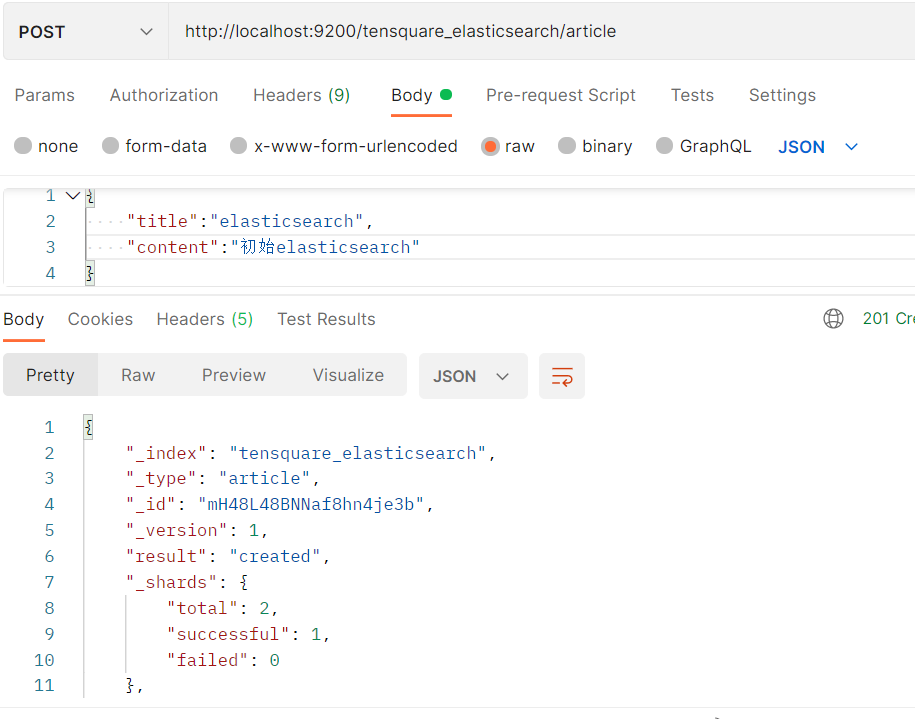 POST http://localhost:9200/tensquare_elasticsearch/article
Params Authorization Headers (9) Body Pre-request Script Tests Settings
none form-data x-www-form-urlencoded raw binary GraphQL JSON
1 {
2 "title":"elasticsearch",
3 "content":"初始elasticsearch"
4 }
Body Cookies Headers (5) Test Results 201 Cre
Pretty Raw Preview Visualize JSON
1 {
2 "_index": "tensquare_elasticsearch",
3 "_type": "article",
4 "_id": "mH48L48BNNaf8hn4je3b",
5 "_version": 1,
6 "result": "created",
7 "_shards": {
8 "total": 2,
9 "successful": 1,
10 "failed": 0
11 },